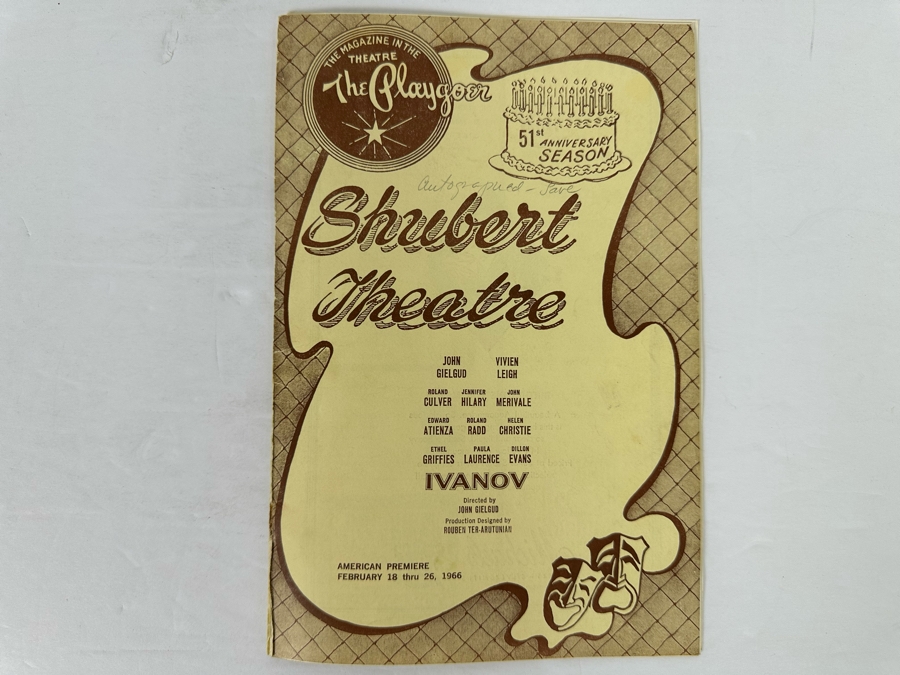 THE MAGAZINE IN THE
THEATRE
The Playgoer
51st ANNIVERSARY
SEASON
Autographed - Save
Shubert
Theatre
JOHN GIELGUD VIVIEN LEIGH
ROLAND CULVER JENNIFER HILARY JOHN MERIVALE
EDWARD ATIENZA ROLAND RADD HELEN CHRISTIE
ETHEL GRIFFIES PAULA LAURENCE DILLON EVANS
IVANOV
Directed by
JOHN GIELGUD
Production Designed by
ROUBEN TER-ARUTUNIAN
AMERICAN PREMIERE
FEBRUARY 18 thru 26, 1966